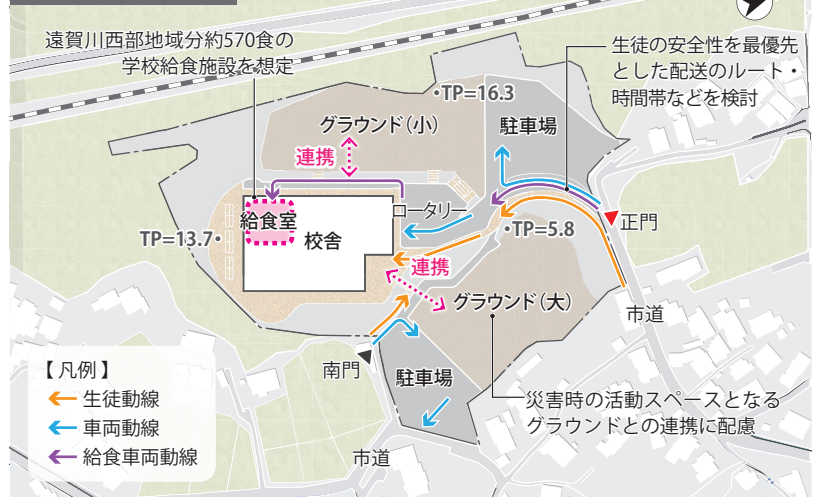 遠賀川西部地域分約570食の
学校給食施設を想定
生徒の安全性を最優先
とした配送のルート・
時間帯などを検討
・TP=16.3
グラウンド（小）
駐車場
連携
ロータリー
給食室
校舎
TP=13.7・
・TP=5.8
正門
連携
グラウンド（大）
市道
南門
駐車場
災害時の活動スペースとなる
グラウンドとの連携に配慮
市道
【凡例】
生徒動線
車両動線
給食車両動線